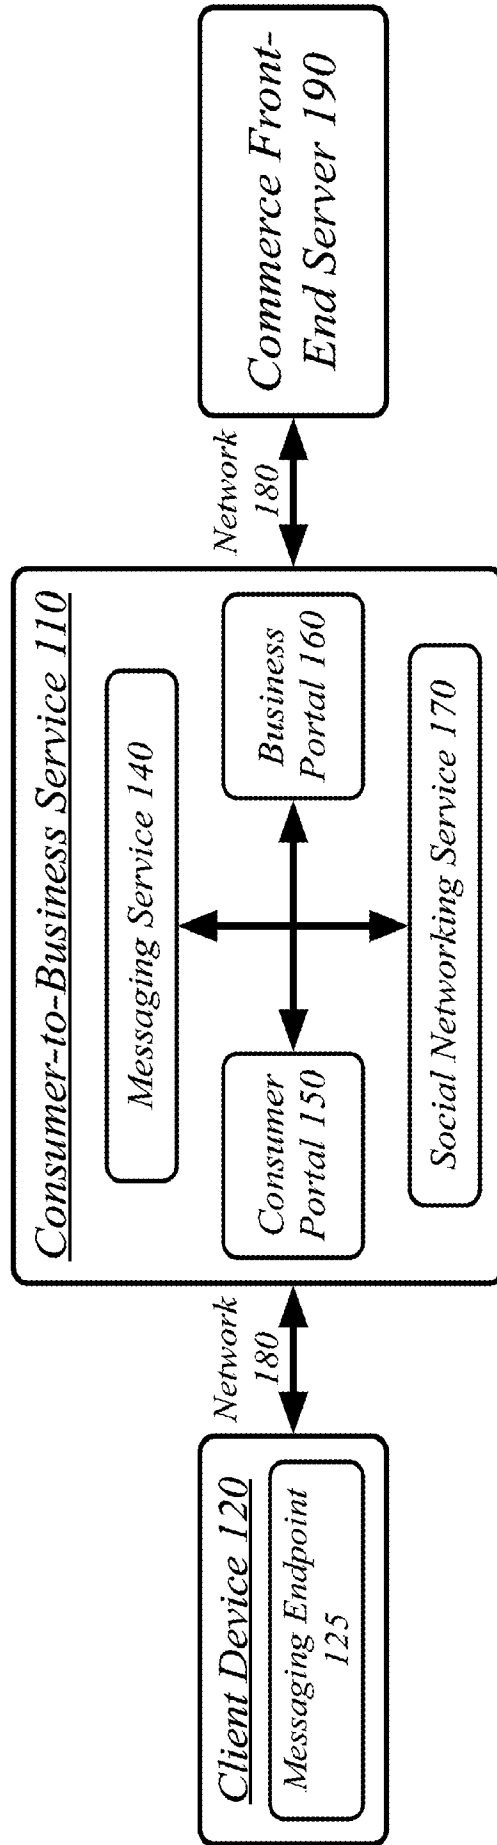 Client Device 120
Messaging Endpoint
125
Network
180
Consumer-to-Business Service 110
Messaging Service 140
Consumer
Portal 150
Business
Portal 160
Social Networking Service 170
Network
180
Commerce Front-
End Server 190